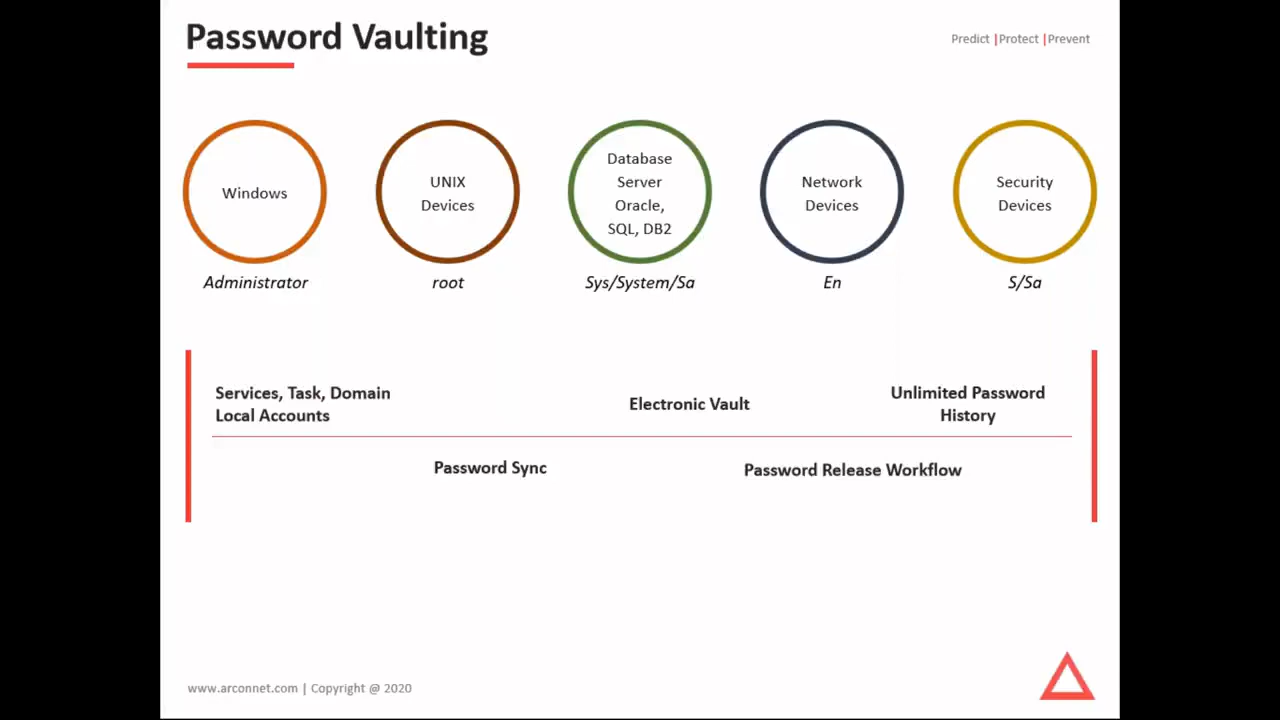 Password Vaulting
Predict |Protect |Prevent
Windows
UNIX
Devices
Database
Server
Oracle,
SQL, DB2
Network
Devices
Security
Devices
Administrator
root
Sys/System/Sa
En
S/Sa
Services, Task, Domain
Local Accounts
Electronic Vault
Unlimited Password
History
Password Sync
Password Release Workflow
www.arconnet.com | Copyright @ 2020